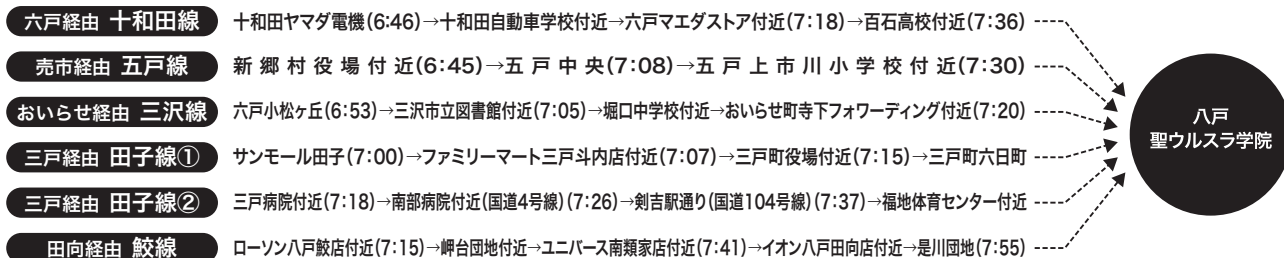 六戸経由 十和田線 十和田ヤマダ電機(6:46)→十和田自動車学校付近→六戸マエダストア付近(7:18)→百石高校付近(7:36)
売市経由 五戸線 新郷村役場付近(6:45)→五戸中央(7:08)→五戸上市川小学校付近(7:30)
おいらせ経由 三沢線 六戸小松ヶ丘(6:53)→三沢市立図書館付近(7:05)→堀口中学校付近→おいらせ町寺下フォワーディング付近(7:20)
三戸経由 田子線① サンモール田子(7:00)→ファミリーマート三戸斗内店付近(7:07)→三戸町役場付近(7:15)→三戸町六日町
三戸経由 田子線② 三戸病院付近(7:18)→南部病院付近(国道4号線)(7:26)→剣吉駅通り(国道104号線)(7:37)→福地体育センター付近
田向経由 鮫線 ローソン八戸鮫店付近(7:15)→岬台団地付近→ユニバース南類家店付近(7:41)→イオン八戸田向店付近→是川団地(7:55)
八戸
聖ウルスラ学院